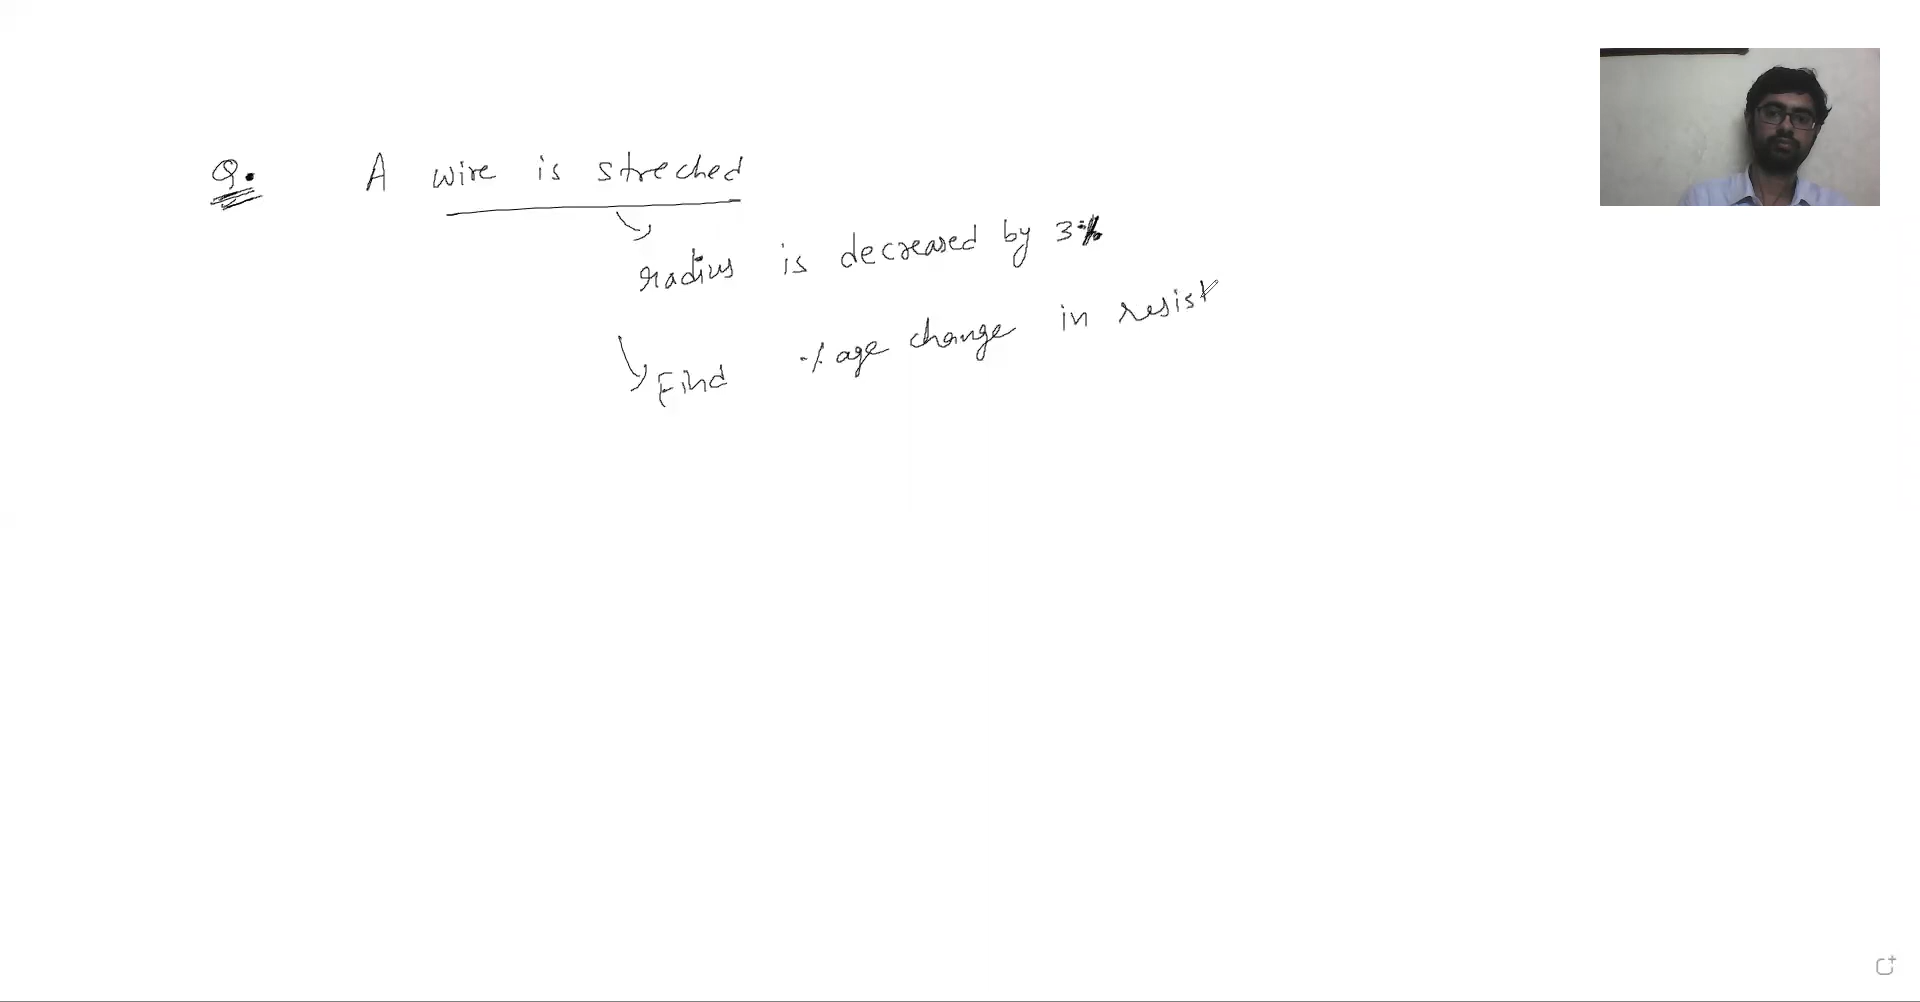 Q. A wire is streched
radius is decreased by 3%
Find %age change in resist